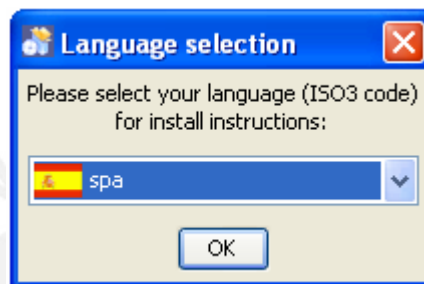 Language selection
Please select your language (ISO3 code)
for install instructions:
spa
OK